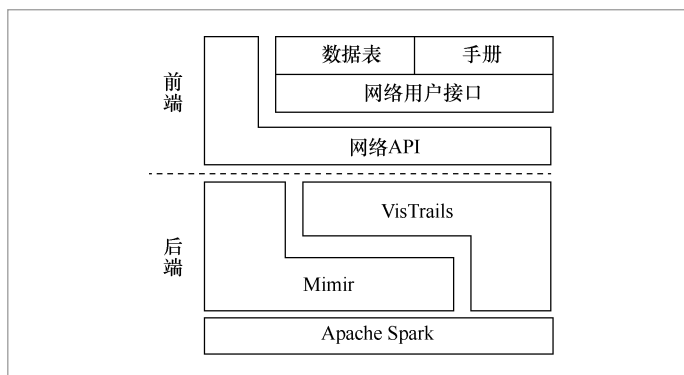 前端
数据表
手册
网络用户接口
网络API
后端
VisTrails
Mimir
Apache Spark